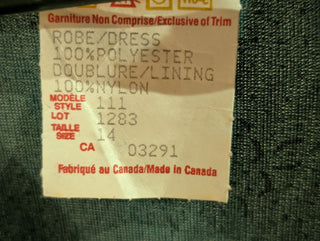 Garniture Non Comprise/Exclusive of Trim
ROBE/DRESS
100%POLYESTER
DOUBLURE/LINING
100%NYLON
MODÈLE
STYLE 111
LOT 1283
TAILLE
SIZE 14
CA 03291
Fabriqué au Canada/Made in Canada